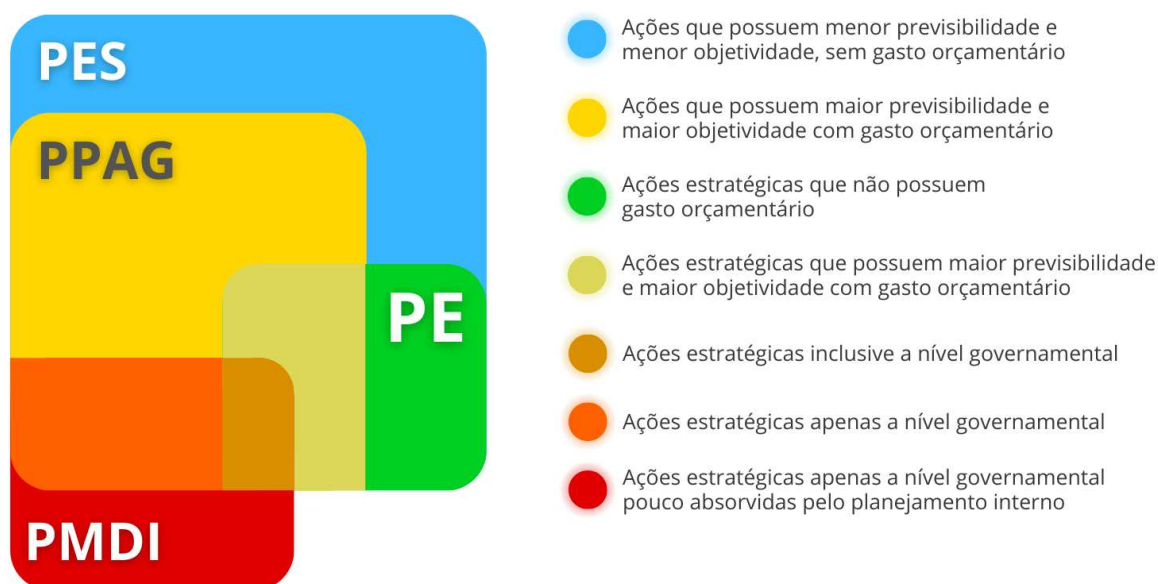 PES
PPAG
PE
PMDI
Ações que possuem menor previsibilidade e
menor objetividade, sem gasto orçamentário
Ações que possuem maior previsibilidade e
maior objetividade com gasto orçamentário
Ações estratégicas que não possuem
gasto orçamentário
Ações estratégicas que possuem maior previsibilidade
e maior objetividade com gasto orçamentário
Ações estratégicas inclusive a nível governamental
Ações estratégicas apenas a nível governamental
Ações estratégicas apenas a nível governamental
pouco absorvidas pelo planejamento interno